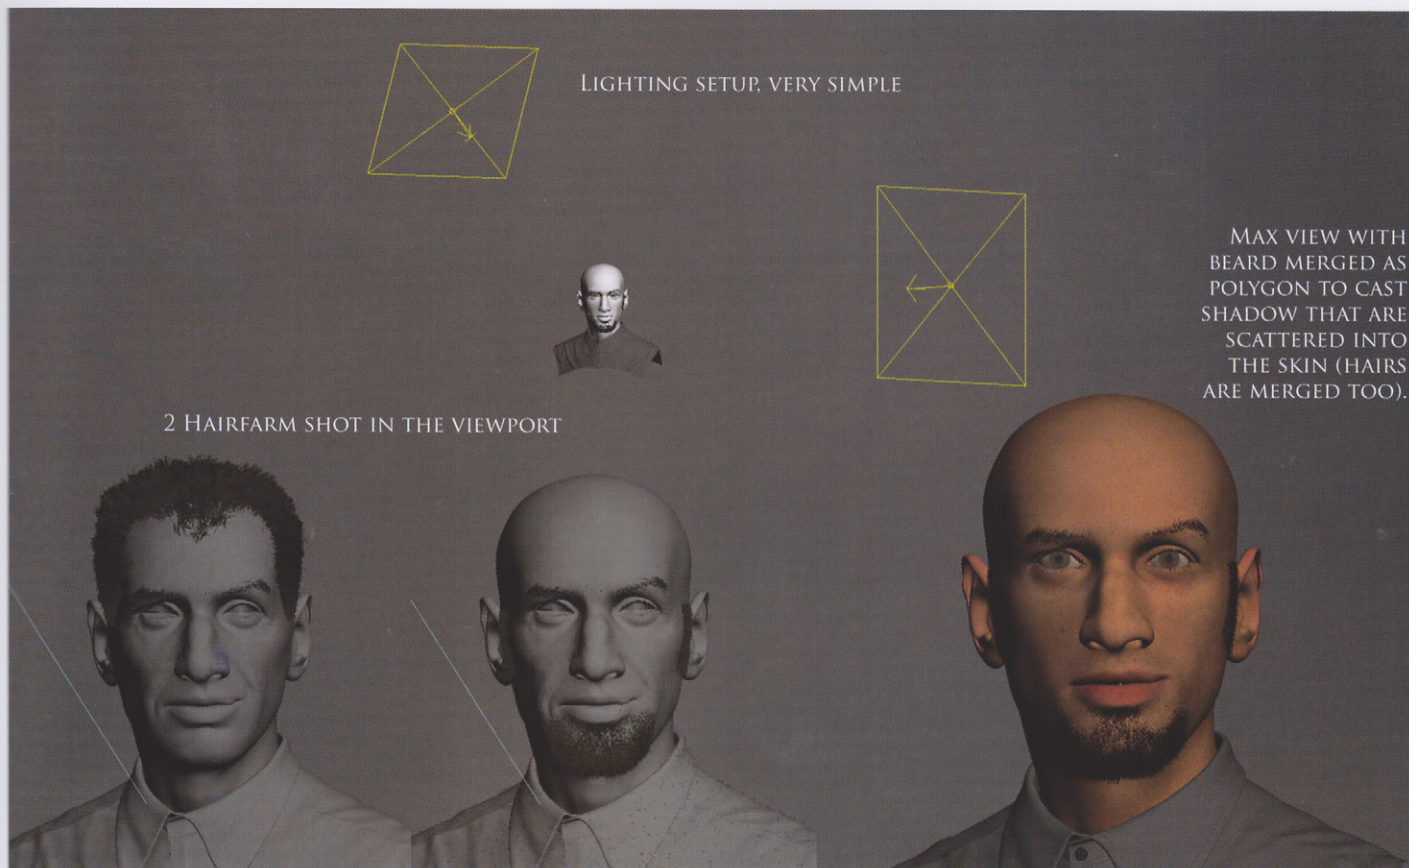 Lighting setup, very simple
Max view with
beard merged as
polygon to cast
shadow that are
scattered into
the skin (hairs
are merged too).
2 Hairfarm shot in the viewport